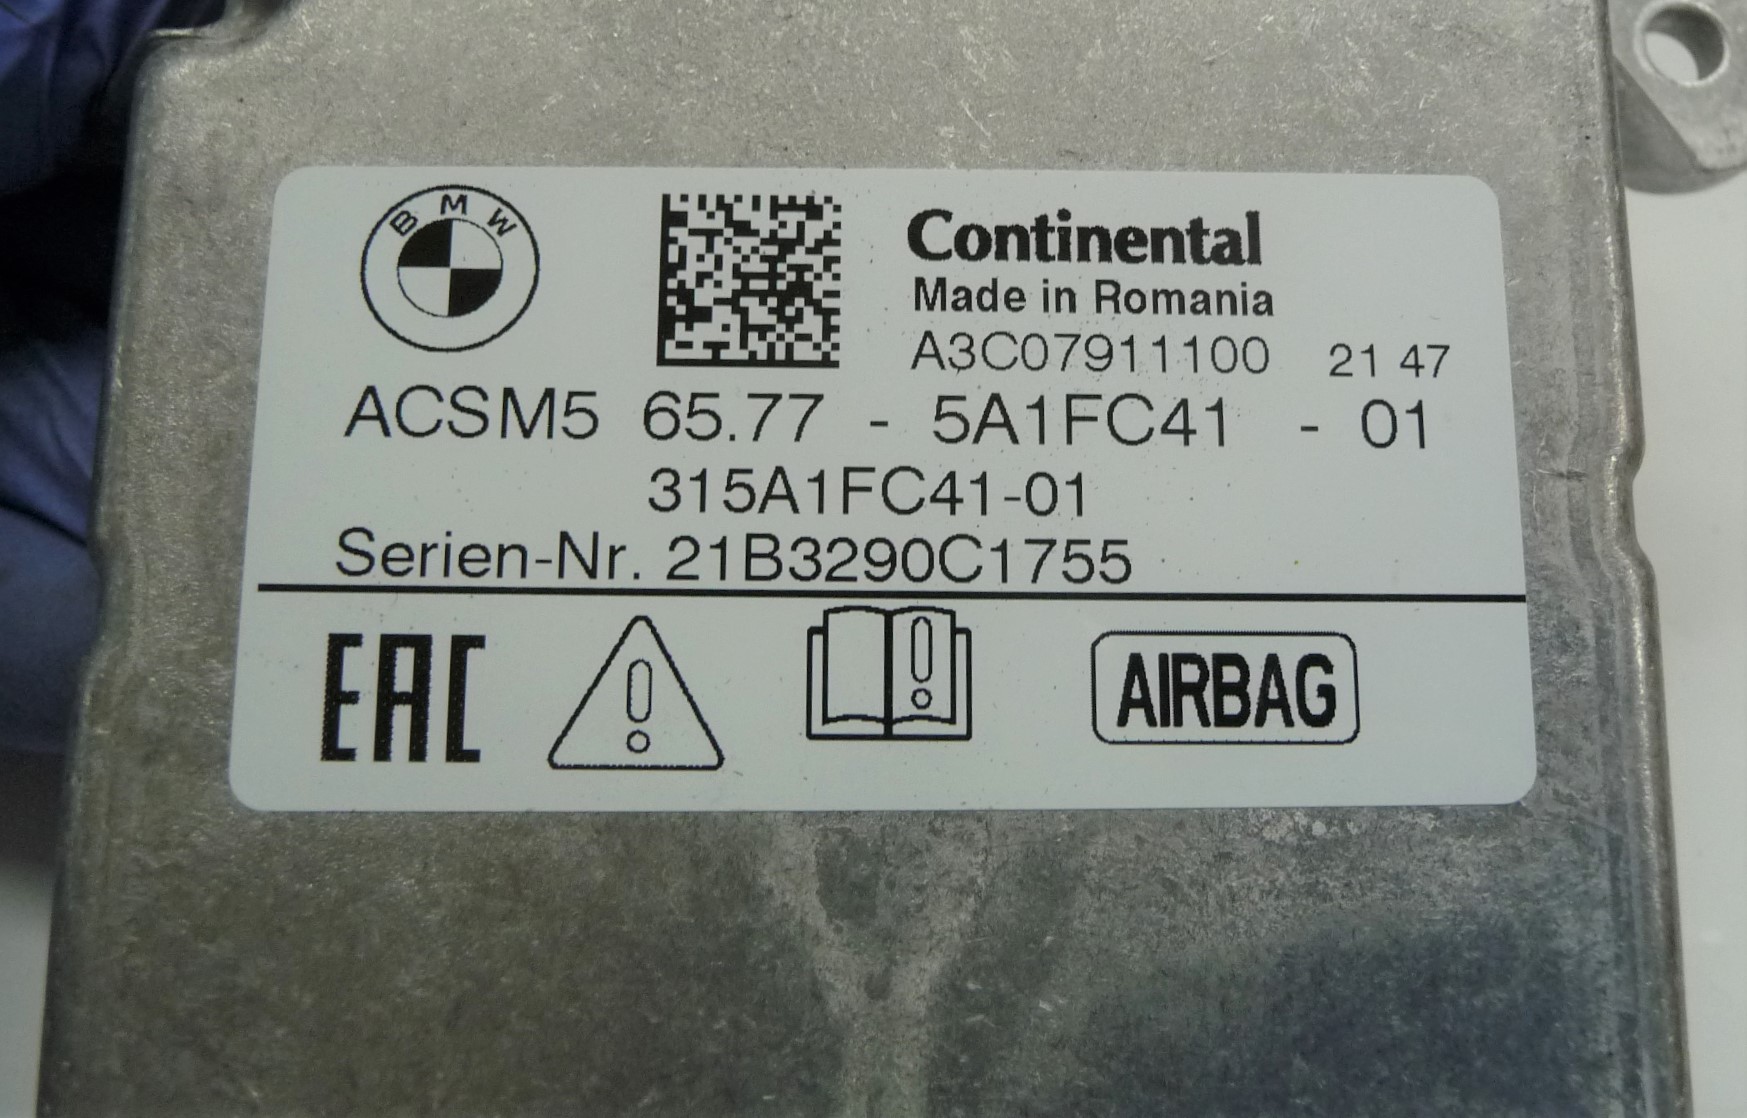 BMW
Continental
Made in Romania
A3C07911100 21 47
ACSM5 65.77 - 5A1FC41 - 01
315A1FC41-01
Serien-Nr. 21B3290C1755
EAC
AIRBAG